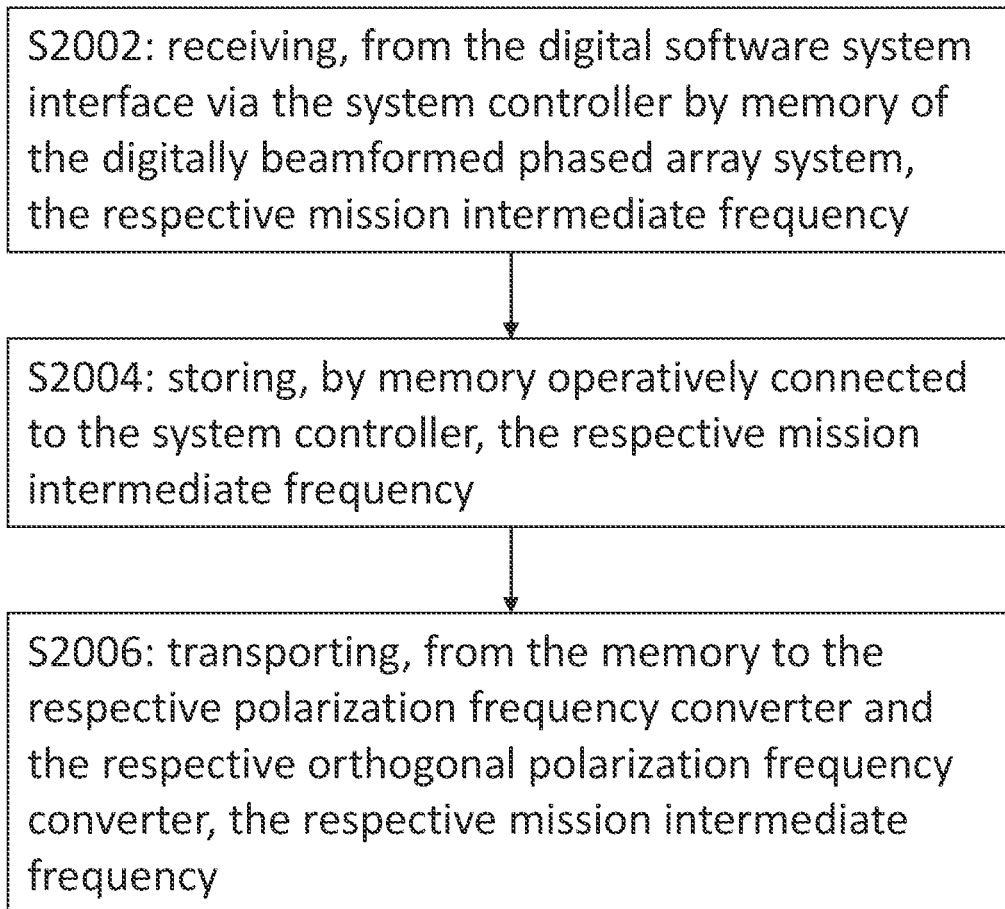 S2002: receiving, from the digital software system
interface via the system controller by memory of
the digitally beamformed phased array system,
the respective mission intermediate frequency
S2004: storing, by memory operatively connected
to the system controller, the respective mission
intermediate frequency
S2006: transporting, from the memory to the
respective polarization frequency converter and
the respective orthogonal polarization frequency
converter, the respective mission intermediate
frequency